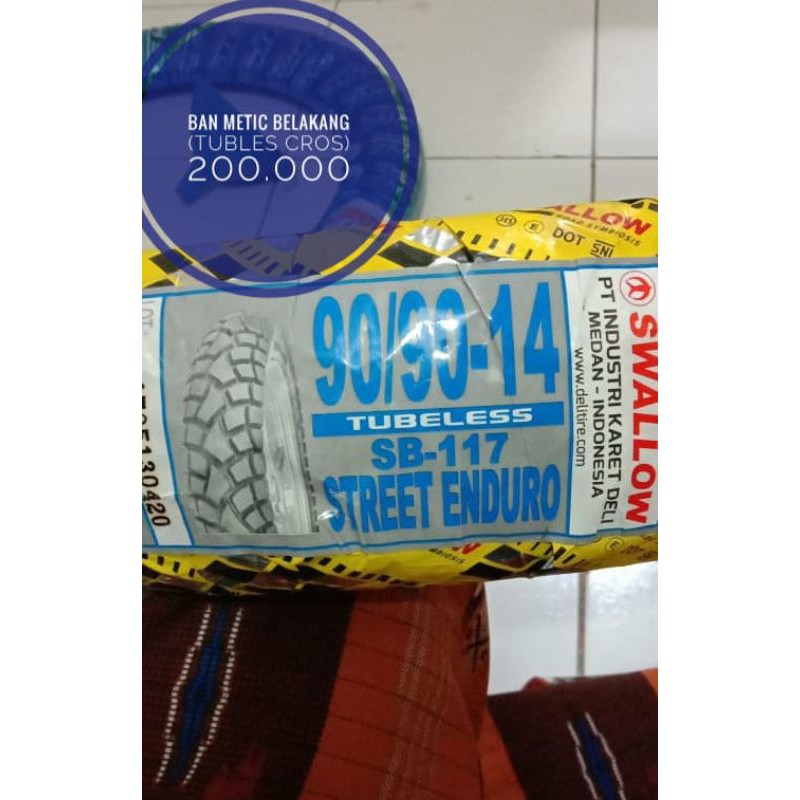 BAN METIC BELAKANG
(TUBLES CROS)
200,000
SWALLOW
PT INDUSTRI KARET DELI
MEDAN - INDONESIA
www.delitire.com
90/90-14
TUBELESS
SB-117
STREET ENDURO
DOT
SNI
E